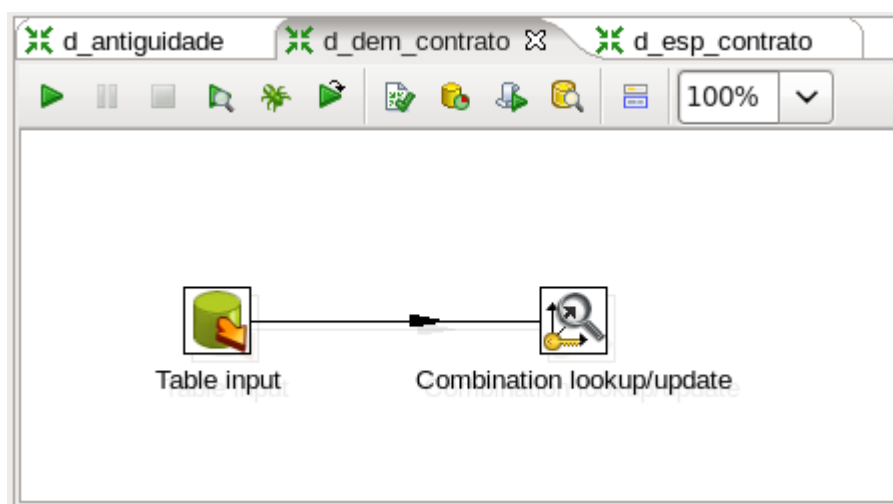 d_antiguidade
d_dem_contrato
d_esp_contrato
100%
Table input
Combination lookup/update